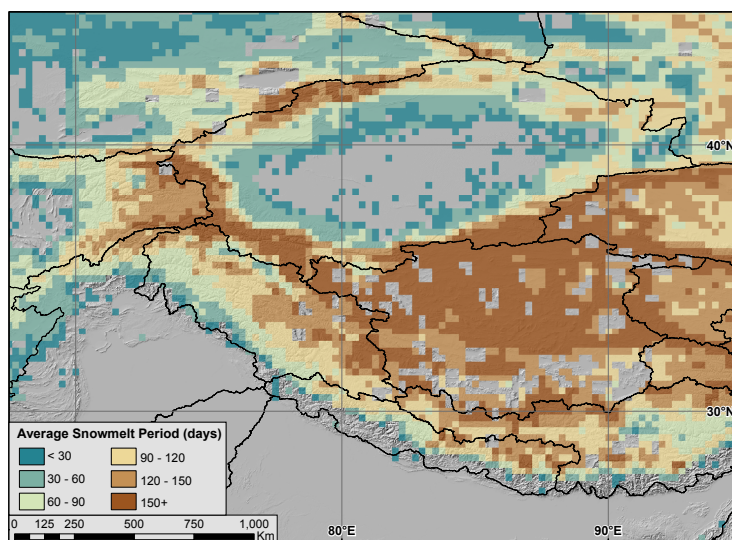 40°N
30°N
Average Snowmelt Period (days)
< 30 90 - 120
30 - 60 120 - 150
60 - 90 150+
0 125 250 500 750 1,000
Km
80°E 90°E